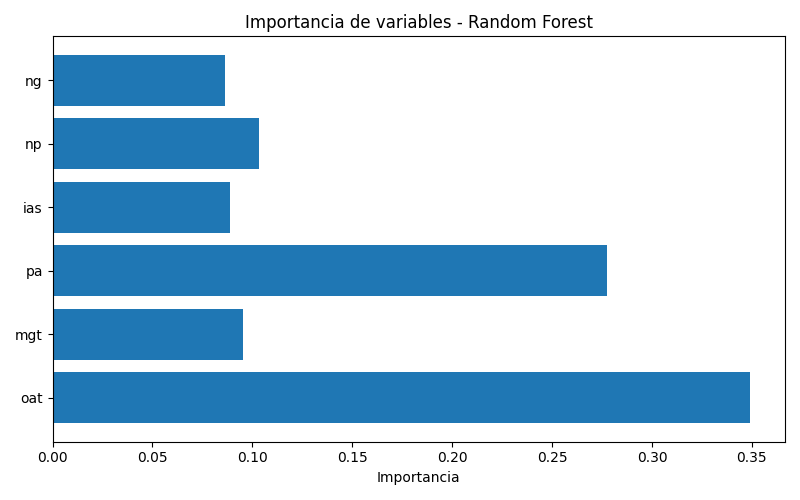 Importancia de variables - Random Forest
ng
np
ias
pa
mgt
oat
0.00 0.05 0.10 0.15 0.20 0.25 0.30 0.35
Importancia